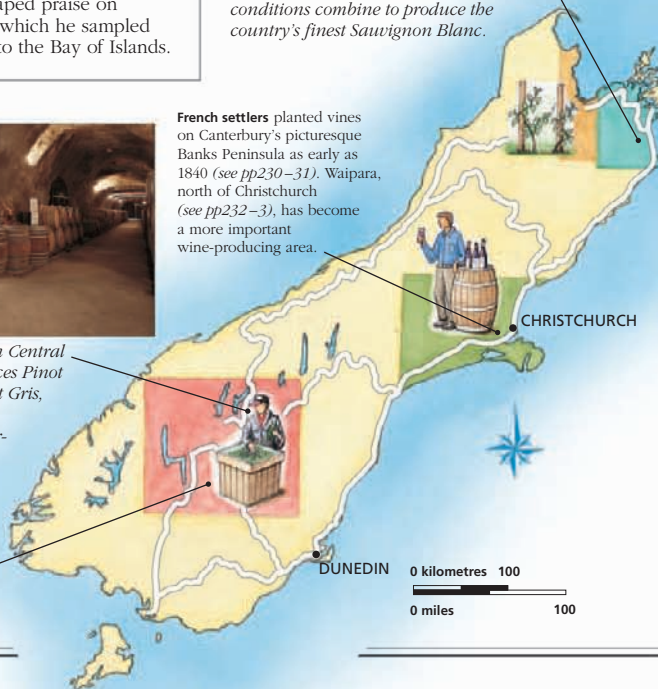 praise on
which he sampled
to the Bay of Islands.
conditions combine to produce the
country's finest Sauvignon Blanc.
French settlers planted vines
on Canterbury's picturesque
Banks Peninsula as early as
1840 (see pp230–31). Waipara,
north of Christchurch
(see pp232–3), has become
a more important
wine-producing area.
CHRISTCHURCH
Central
Pinot
Gris,
DUNEDIN
0 kilometres 100
0 miles 100